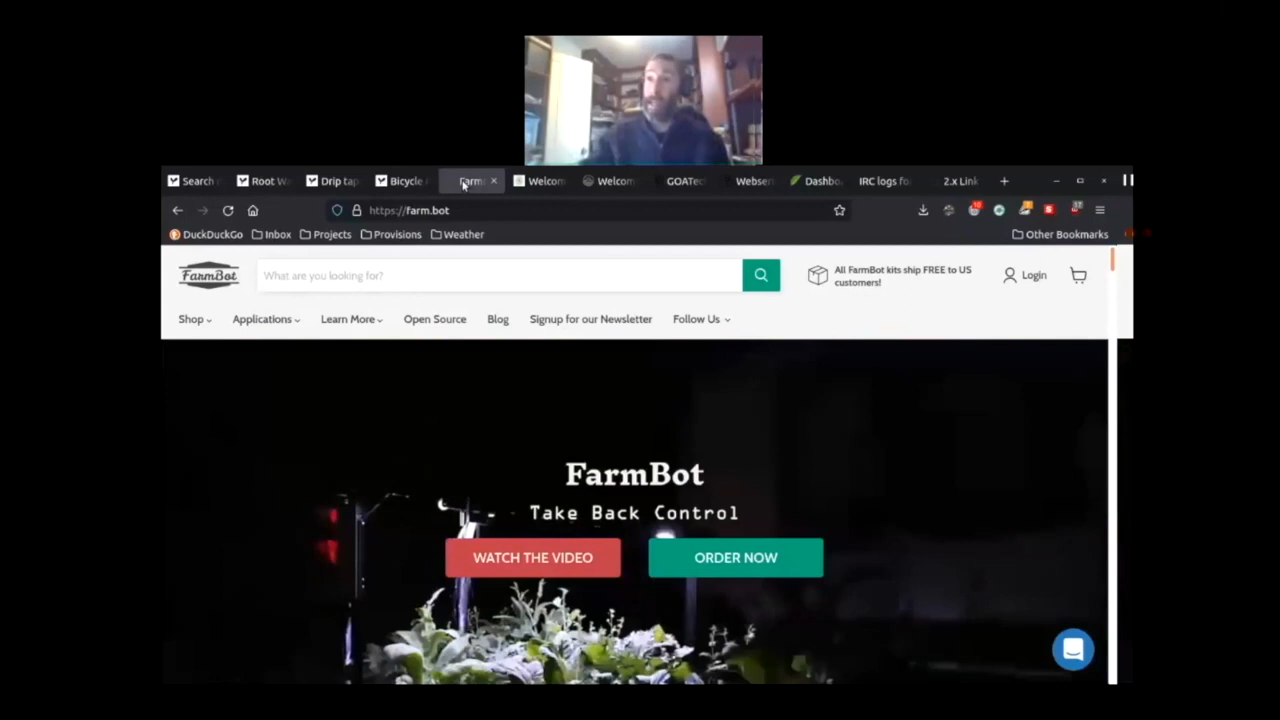 Search
Root Wa
Drip tap
Bicycle
Farm
Welcom
Welcom
GOATec
Webser
Dashbo
IRC logs fo
2.x Link
https://farm.bot
DuckDuckGo
Inbox
Projects
Provisions
Weather
Other Bookmarks
FarmBot
What are you looking for?
All FarmBot kits ship FREE to US
customers!
Login
Shop
Applications
Learn More
Open Source
Blog
Signup for our Newsletter
Follow Us
FarmBot
Take Back Control
WATCH THE VIDEO
ORDER NOW